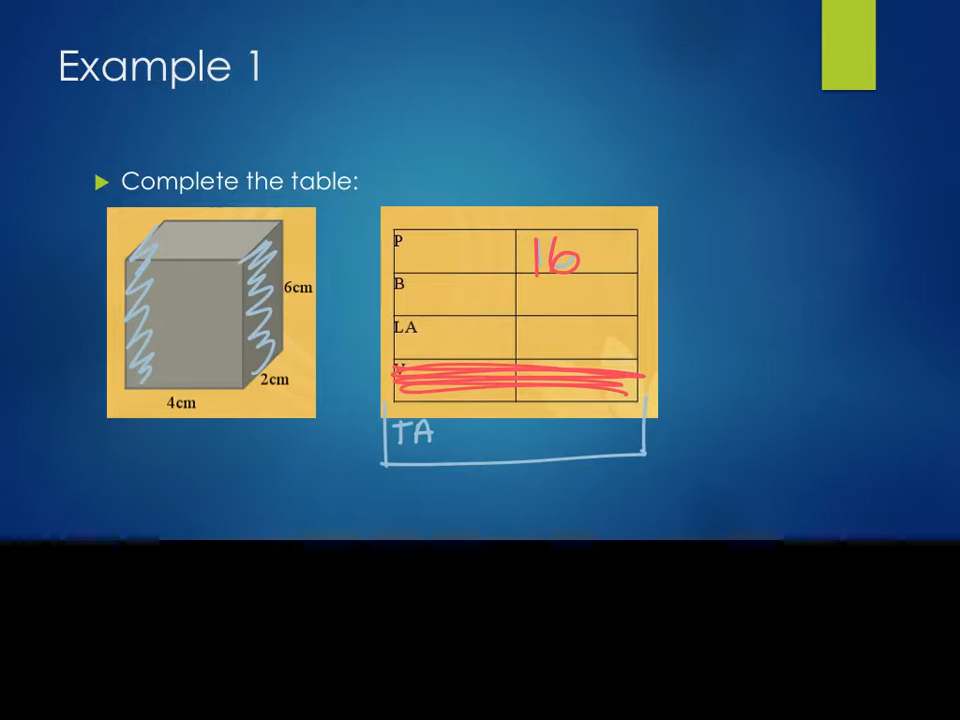 Example 1
Complete the table:
P 16
B
6cm
LA
2cm
4cm
TA